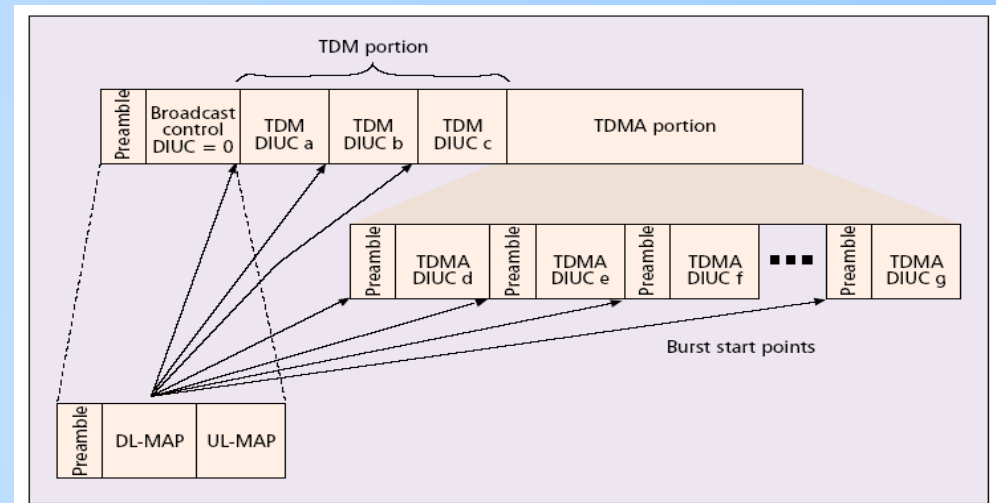 TDM portion
Preamble
Broadcast
control
DIUC = 0
TDM
DIUC a
TDM
DIUC b
TDM
DIUC c
TDMA portion
Preamble
TDMA
DIUC d
Preamble
TDMA
DIUC e
Preamble
TDMA
DIUC f
Preamble
TDMA
DIUC g
Burst start points
Preamble
DL-MAP
UL-MAP